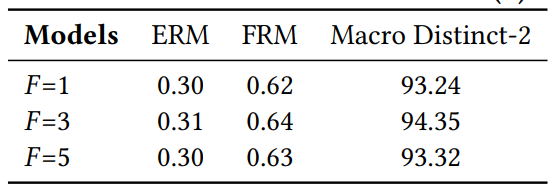 Models ERM FRM Macro Distinct-2
F=1 0.30 0.62 93.24
F=3 0.31 0.64 94.35
F=5 0.30 0.63 93.32